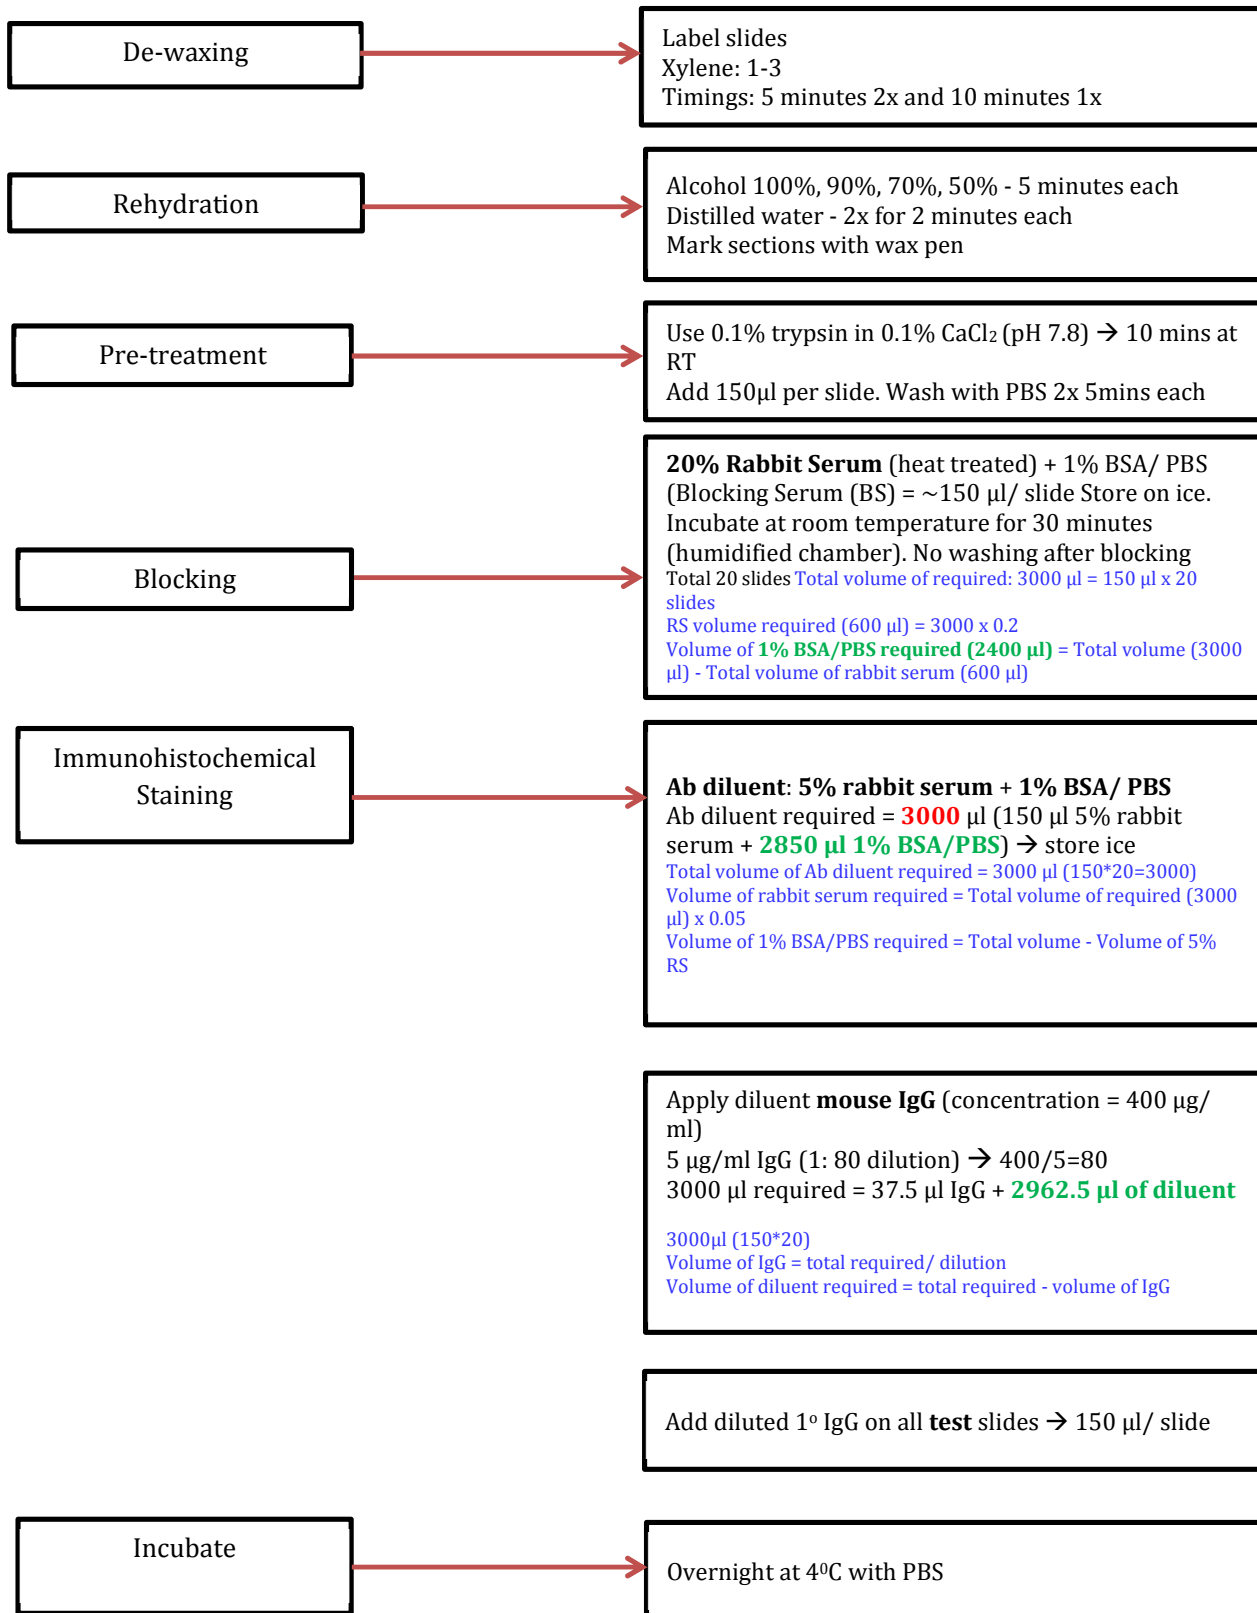 De-waxing
Label slides
Xylene: 1-3
Timings: 5 minutes 2x and 10 minutes 1x
Rehydration
Alcohol 100%, 90%, 70%, 50% - 5 minutes each
Distilled water - 2x for 2 minutes each
Mark sections with wax pen
Pre-treatment
Use 0.1% trypsin in 0.1% CaCl₂ (pH 7.8) → 10 mins at
RT
Add 150μl per slide. Wash with PBS 2x 5mins each
Blocking
20% Rabbit Serum (heat treated) + 1% BSA/ PBS
(Blocking Serum (BS) = ~150 μl/ slide Store on ice.
Incubate at room temperature for 30 minutes
(humidified chamber). No washing after blocking
Total 20 slides Total volume of required: 3000 μl = 150 μl x 20
slides
RS volume required (600 μl) = 3000 x 0.2
Volume of 1% BSA/PBS required (2400 μl) = Total volume (3000
μl) - Total volume of rabbit serum (600 μl)
Immunohistochemical
Staining
Ab diluent: 5% rabbit serum + 1% BSA/ PBS
Ab diluent required = 3000 μl (150 μl 5% rabbit
serum + 2850 μl 1% BSA/PBS) → store ice
Total volume of Ab diluent required = 3000 μl (150*20=3000)
Volume of rabbit serum required = Total volume of required (3000
μl) x 0.05
Volume of 1% BSA/PBS required = Total volume - Volume of 5%
RS
Apply diluent mouse IgG (concentration = 400 μg/
ml)
5 μg/ml IgG (1: 80 dilution) → 400/5=80
3000 μl required = 37.5 μl IgG + 2962.5 μl of diluent
3000μl (150*20)
Volume of IgG = total required/ dilution
Volume of diluent required = total required - volume of IgG
Add diluted 1º IgG on all test slides → 150 μl/ slide
Incubate
Overnight at 4⁰C with PBS